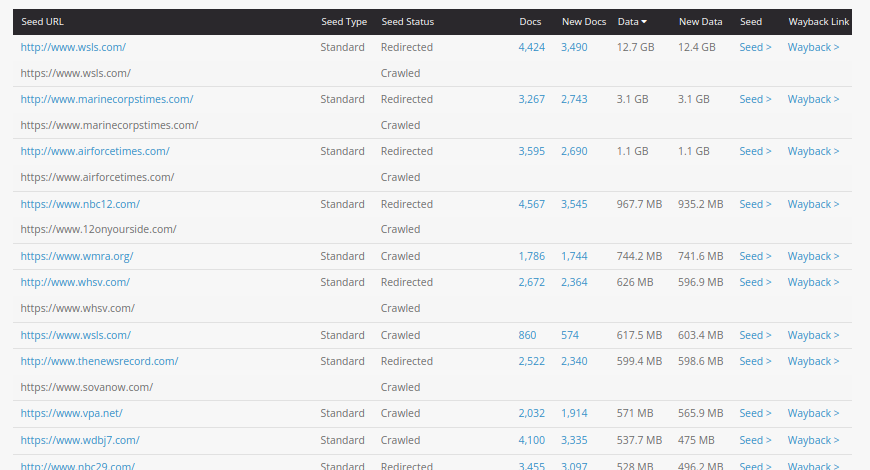 Seed URL Seed Type Seed Status Docs New Docs Data New Data Seed Wayback Link
http://www.wsls.com/ Standard Redirected 4,424 3,490 12.7 GB 12.4 GB Seed > Wayback >
https://www.wsls.com/ Crawled
http://www.marinecorpstimes.com/ Standard Redirected 3,267 2,743 3.1 GB 3.1 GB Seed > Wayback >
https://www.marinecorpstimes.com/ Crawled
http://www.airforcetimes.com/ Standard Redirected 3,595 2,690 1.1 GB 1.1 GB Seed > Wayback >
https://www.airforcetimes.com/ Crawled
https://www.nbc12.com/ Standard Redirected 4,567 3,545 967.7 MB 935.2 MB Seed > Wayback >
https://www.12onyourside.com/ Crawled
https://www.wmra.org/ Standard Crawled 1,786 1,744 744.2 MB 741.6 MB Seed > Wayback >
http://www.whsv.com/ Standard Redirected 2,672 2,364 626 MB 596.9 MB Seed > Wayback >
https://www.whsv.com/ Crawled
https://www.wsls.com/ Standard Crawled 860 574 617.5 MB 603.4 MB Seed > Wayback >
http://www.thenewsrecord.com/ Standard Redirected 2,522 2,340 599.4 MB 598.6 MB Seed > Wayback >
https://www.sovanow.com/ Crawled
https://www.vpa.net/ Standard Crawled 2,032 1,914 571 MB 565.9 MB Seed > Wayback >
https://www.wdbj7.com/ Standard Crawled 4,100 3,335 537.7 MB 475 MB Seed > Wayback >
http://www.nbc29.com/ Standard Redirected 3,455 3,097 528 MB 496.2 MB Seed > Wayback >